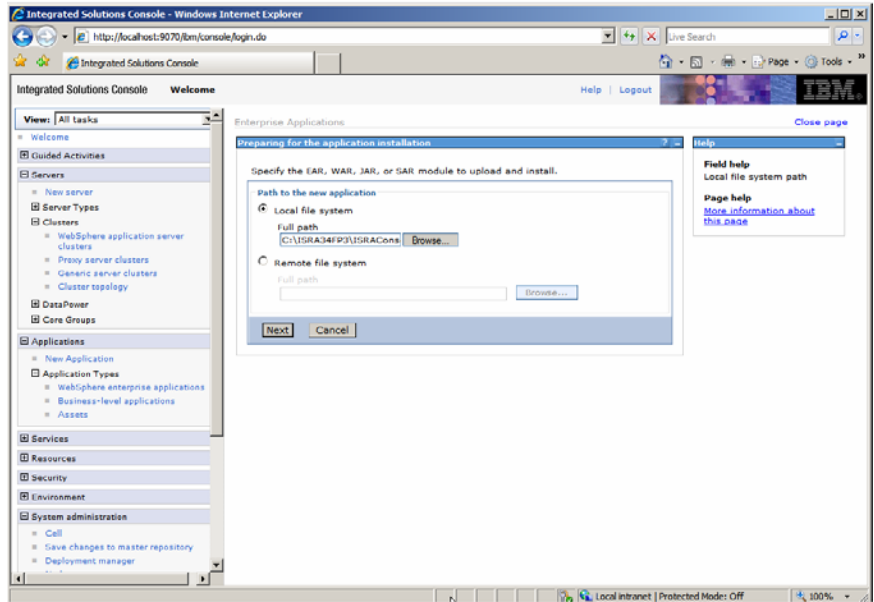 Integrated Solutions Console - Windows Internet Explorer
http://localhost:9070/ibm/console/login.do
Live Search
Integrated Solutions Console
Page
Tools
Integrated Solutions Console Welcome
Help | Logout
IBM.
View: All tasks
Welcome
Guided Activities
Servers
New server
Server Types
Clusters
WebSphere application server
clusters
Proxy server clusters
Generic server clusters
Cluster topology
DataPower
Core Groups
Applications
New Application
Application Types
WebSphere enterprise applications
Business-level applications
Assets
Services
Resources
Security
Environment
System administration
Cell
Save changes to master repository
Deployment manager
Enterprise Applications
Close page
Preparing for the application installation
? -
Specify the EAR, WAR, JAR, or SAR module to upload and install.
Path to the new application
Local file system
Full path
C:\ISRA34FP3\ISRACons Browse...
Remote file system
Full path
Browse...
Next Cancel
Help
Field help
Local file system path
Page help
More information about
this page
Local intranet | Protected Mode: Off
100%